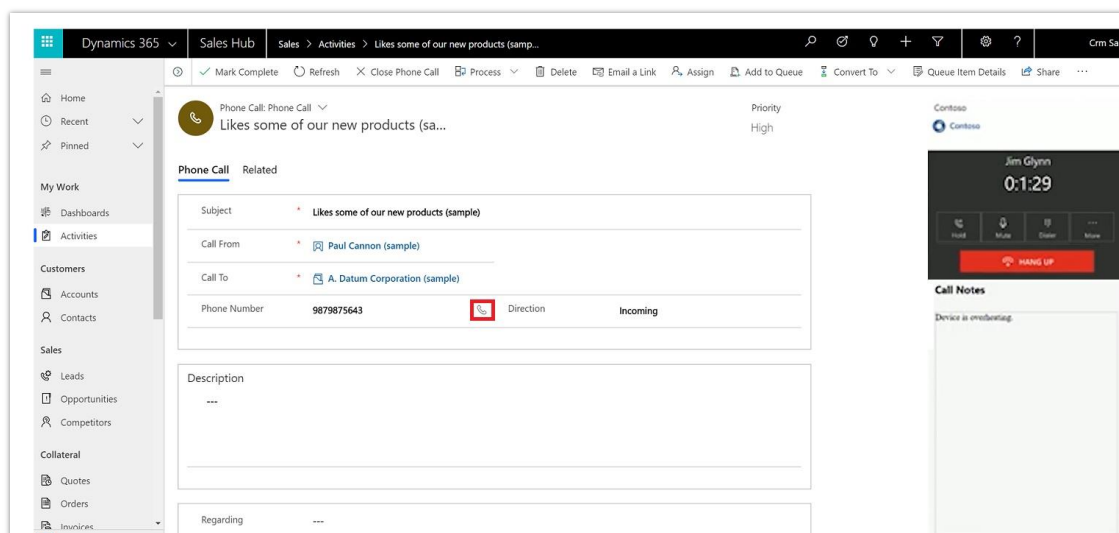 Dynamics 365
Sales Hub
Sales > Activities > Likes some of our new products (samp...
Crm Sa
Mark Complete
Refresh
Close Phone Call
Process
Delete
Email a Link
Assign
Add to Queue
Convert To
Queue Item Details
Share
Home
Recent
Pinned
My Work
Dashboards
Activities
Customers
Accounts
Contacts
Sales
Leads
Opportunities
Competitors
Collateral
Quotes
Orders
Invoices
Phone Call: Phone Call
Likes some of our new products (sa...
Priority
High
Phone Call Related
Subject * Likes some of our new products (sample)
Call From * Paul Cannon (sample)
Call To * A. Datum Corporation (sample)
Phone Number 9879875643
Direction Incoming
Description
---
Regarding ---
Contoso
Contoso
Jim Glynn
0:1:29
Hold Mute Dialer More
HANG UP
Call Notes
Device is overheating.